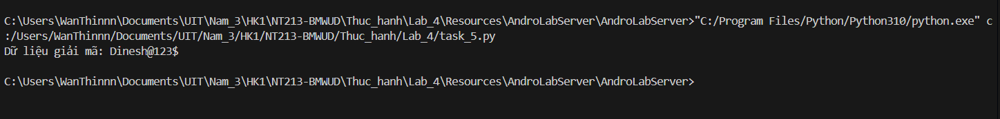 C:\Users\WanThinnn\Documents\UIT\Nam_3\HK1\NT213-BMWUD\Thuc_hanh\Lab_4\Resources\AndroLabServer\AndroLabServer>"C:/Program Files/Python/Python310/python.exe" c
:/Users/WanThinnn/Documents/UIT/Nam_3/HK1/NT213-BMWUD/Thuc_hanh/Lab_4/task_5.py
Dữ liệu giải mã: Dinesh@123$
C:\Users\WanThinnn\Documents\UIT\Nam_3\HK1\NT213-BMWUD\Thuc_hanh\Lab_4\Resources\AndroLabServer\AndroLabServer>